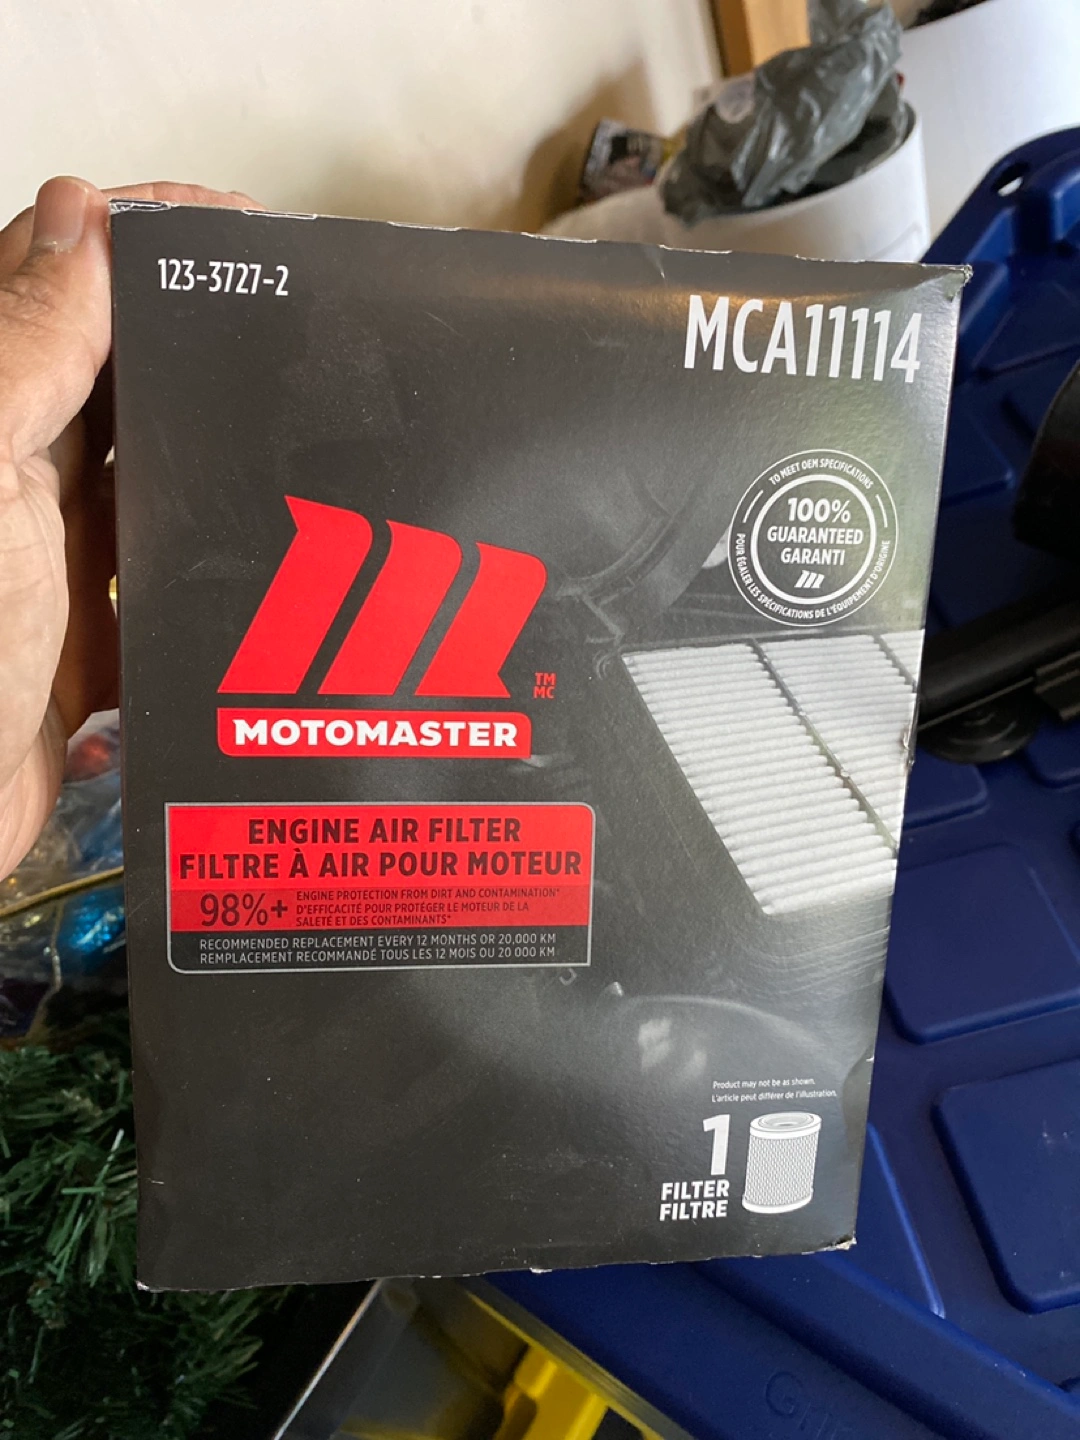 123-3727-2
MCA11114
TO MEET OEM SPECIFICATIONS
100%
GUARANTEED
GARANTI
POUR ÉGALER LES SPÉCIFICATIONS DE L'ÉQUIPEMENT D'ORIGINE
TM
MC
MOTOMASTER
ENGINE AIR FILTER
FILTRE À AIR POUR MOTEUR
98%+
ENGINE PROTECTION FROM DIRT AND CONTAMINATION*
D'EFFICACITÉ POUR PROTÉGER LE MOTEUR DE LA
SALETÉ ET DES CONTAMINANTS*
RECOMMENDED REPLACEMENT EVERY 12 MONTHS OR 20,000 KM
REMPLACEMENT RECOMMANDÉ TOUS LES 12 MOIS OU 20 000 KM
Product may not be as shown.
L'article peut différer de l'illustration.
1
FILTER
FILTRE